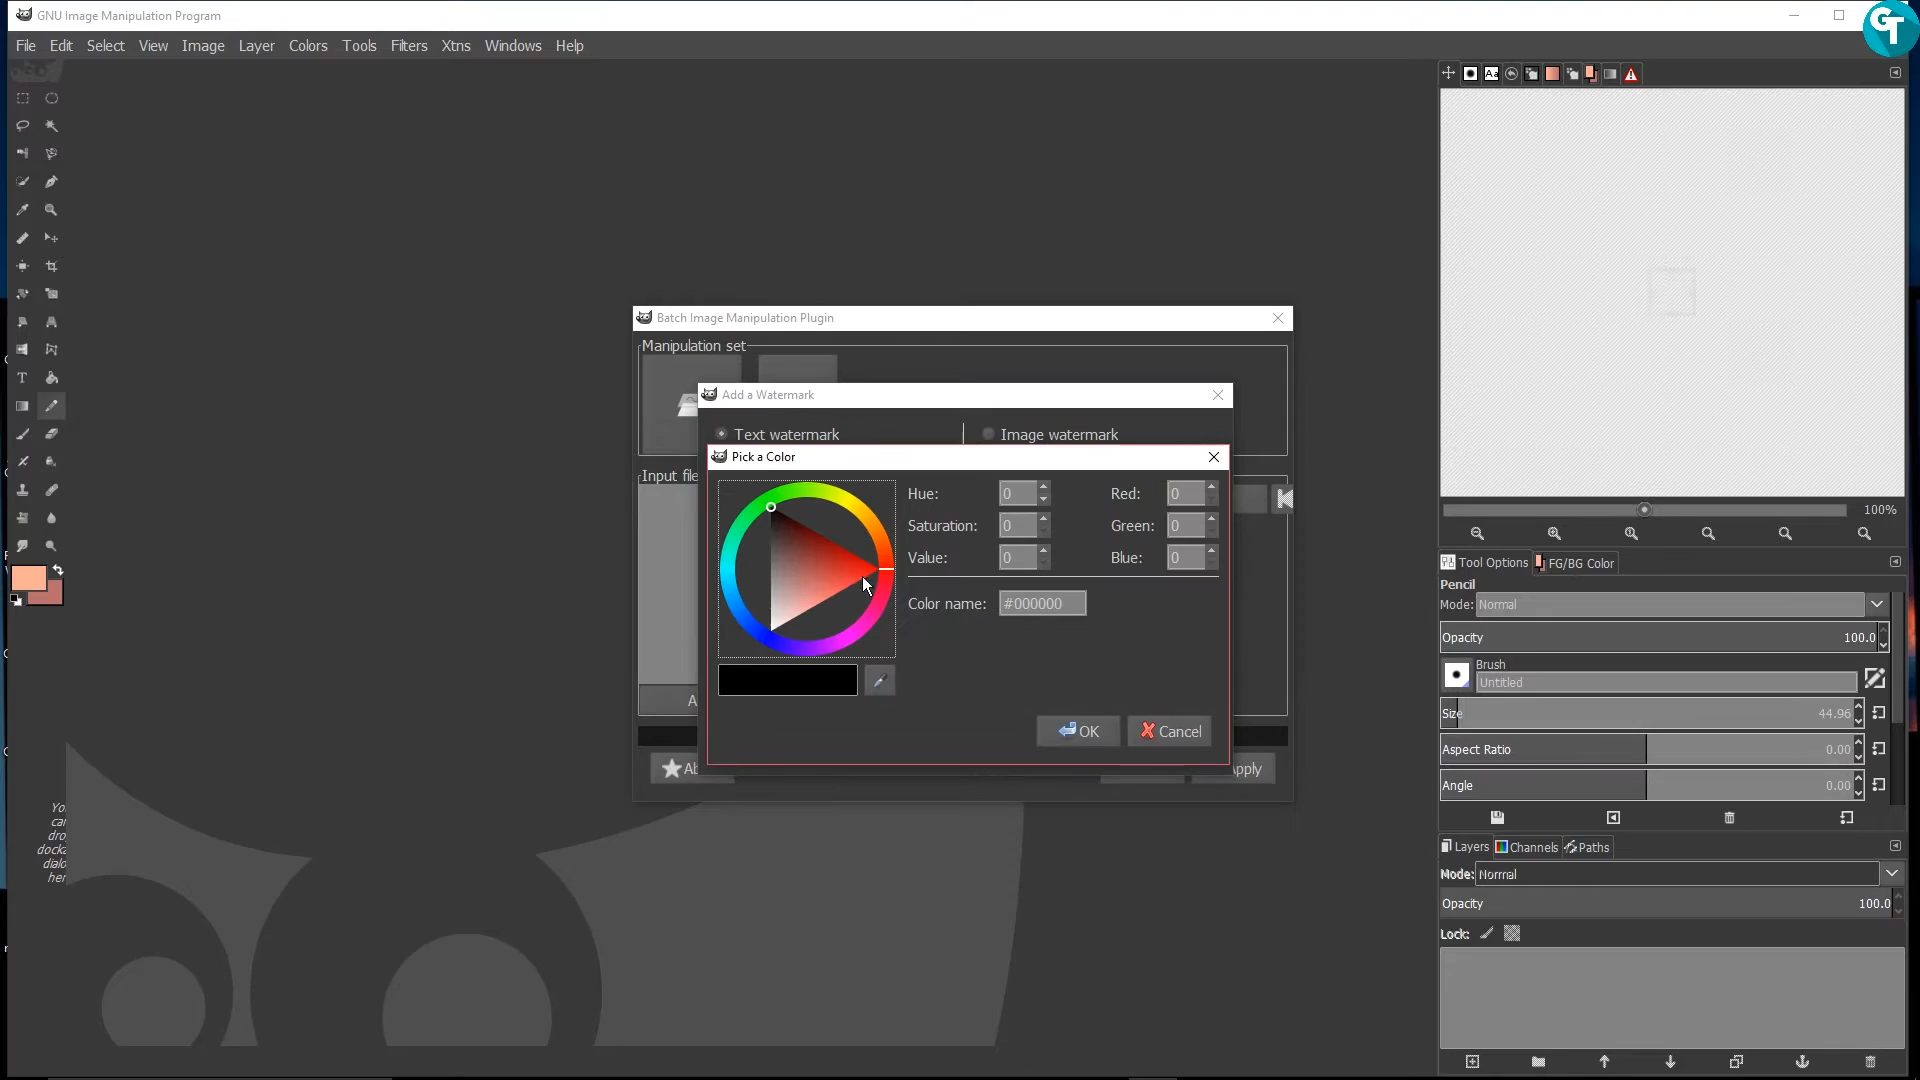 GNU Image Manipulation Program
GT
File Edit Select View Image Layer Colors Tools Filters Xtns Windows Help
Aa
100%
Batch Image Manipulation Plugin
Manipulation set
Add a Watermark
Text watermark
Image watermark
Input file
Pick a Color
Hue: 0
Red: 0
Saturation: 0
Green: 0
Value: 0
Blue: 0
Color name: #000000
OK
Cancel
Tool Options
FG/BG Color
Pencil
Mode: Normal
Opacity 100.0
Brush
Untitled
Size 44.96
Aspect Ratio 0.00
Angle 0.00
Layers Channels Paths
Mode: Normal
Opacity 100.0
Lock: